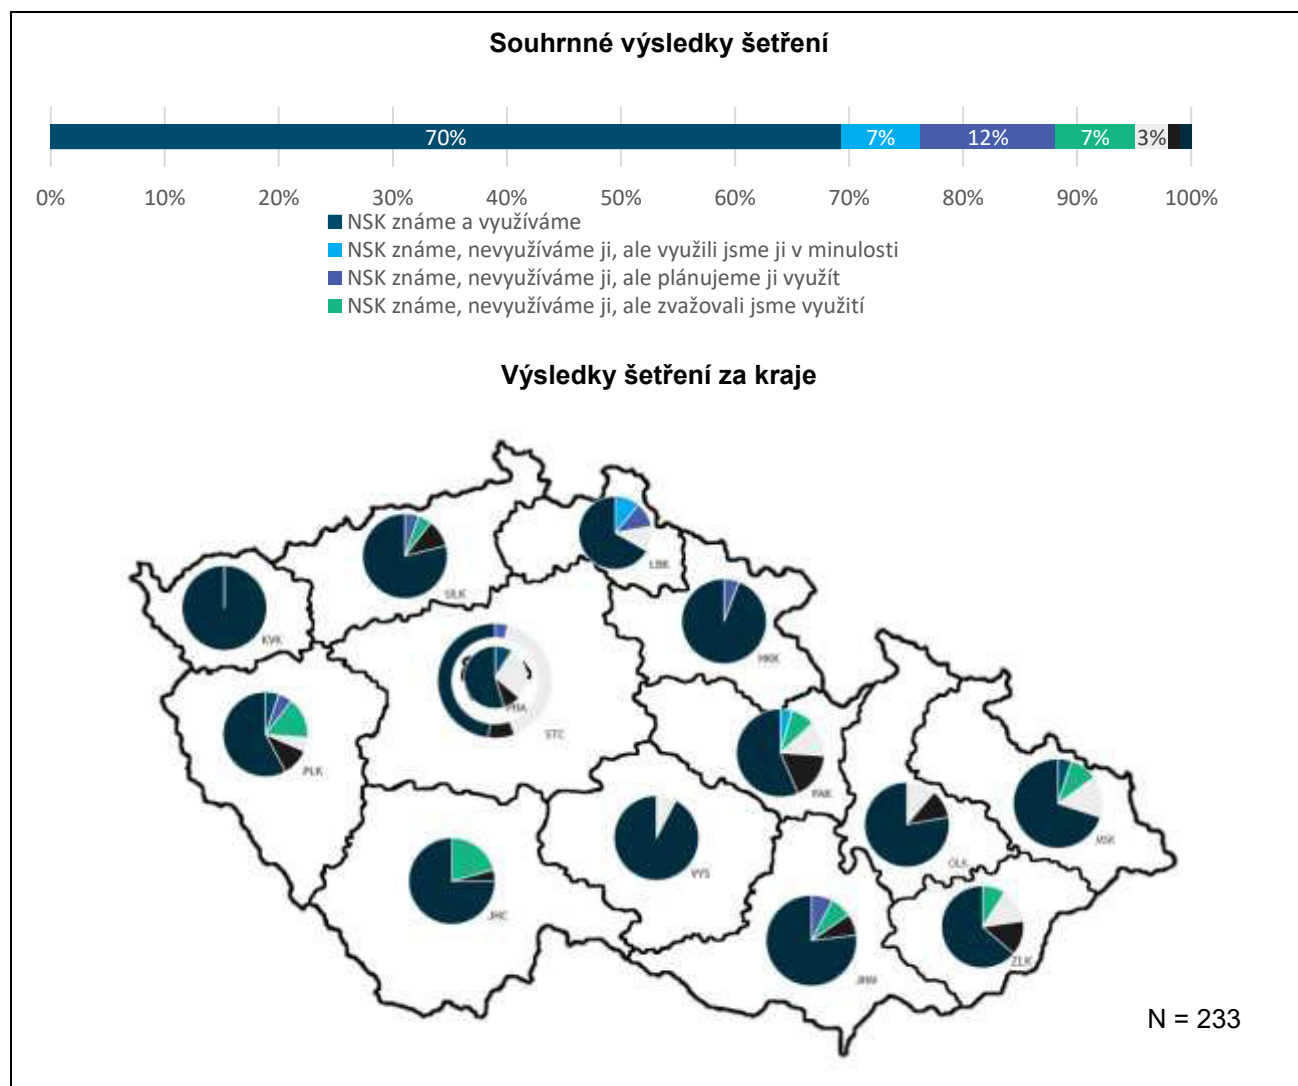 Souhrnné výsledky šetření
70% 7% 12% 7% 3%
0% 10% 20% 30% 40% 50% 60% 70% 80% 90% 100%
NSK známe a využíváme
NSK známe, nevyužíváme ji, ale využili jsme ji v minulosti
NSK známe, nevyužíváme ji, ale plánujeme ji využít
NSK známe, nevyužíváme ji, ale zvažovali jsme využití
Výsledky šetření za kraje
LBK
ULK
KVK
HKK
PHA
STC
PLK
PAK
MSK
OLK
VYS
JHC
ZLK
JHM
N = 233